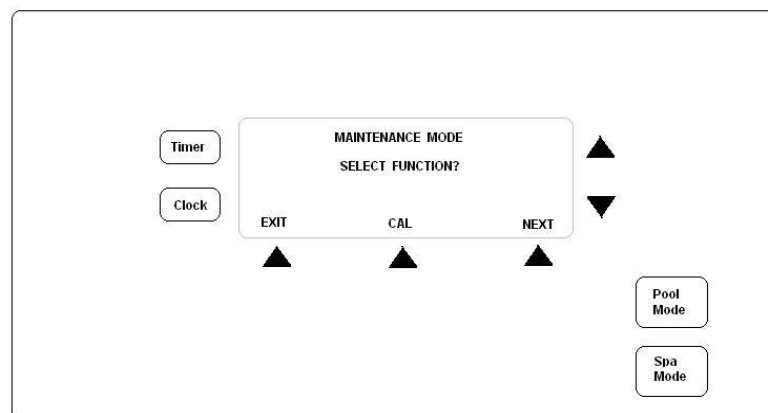 MAINTENANCE MODE
Timer
SELECT FUNCTION?
Clock
EXIT CAL NEXT
Pool
Mode
Spa
Mode